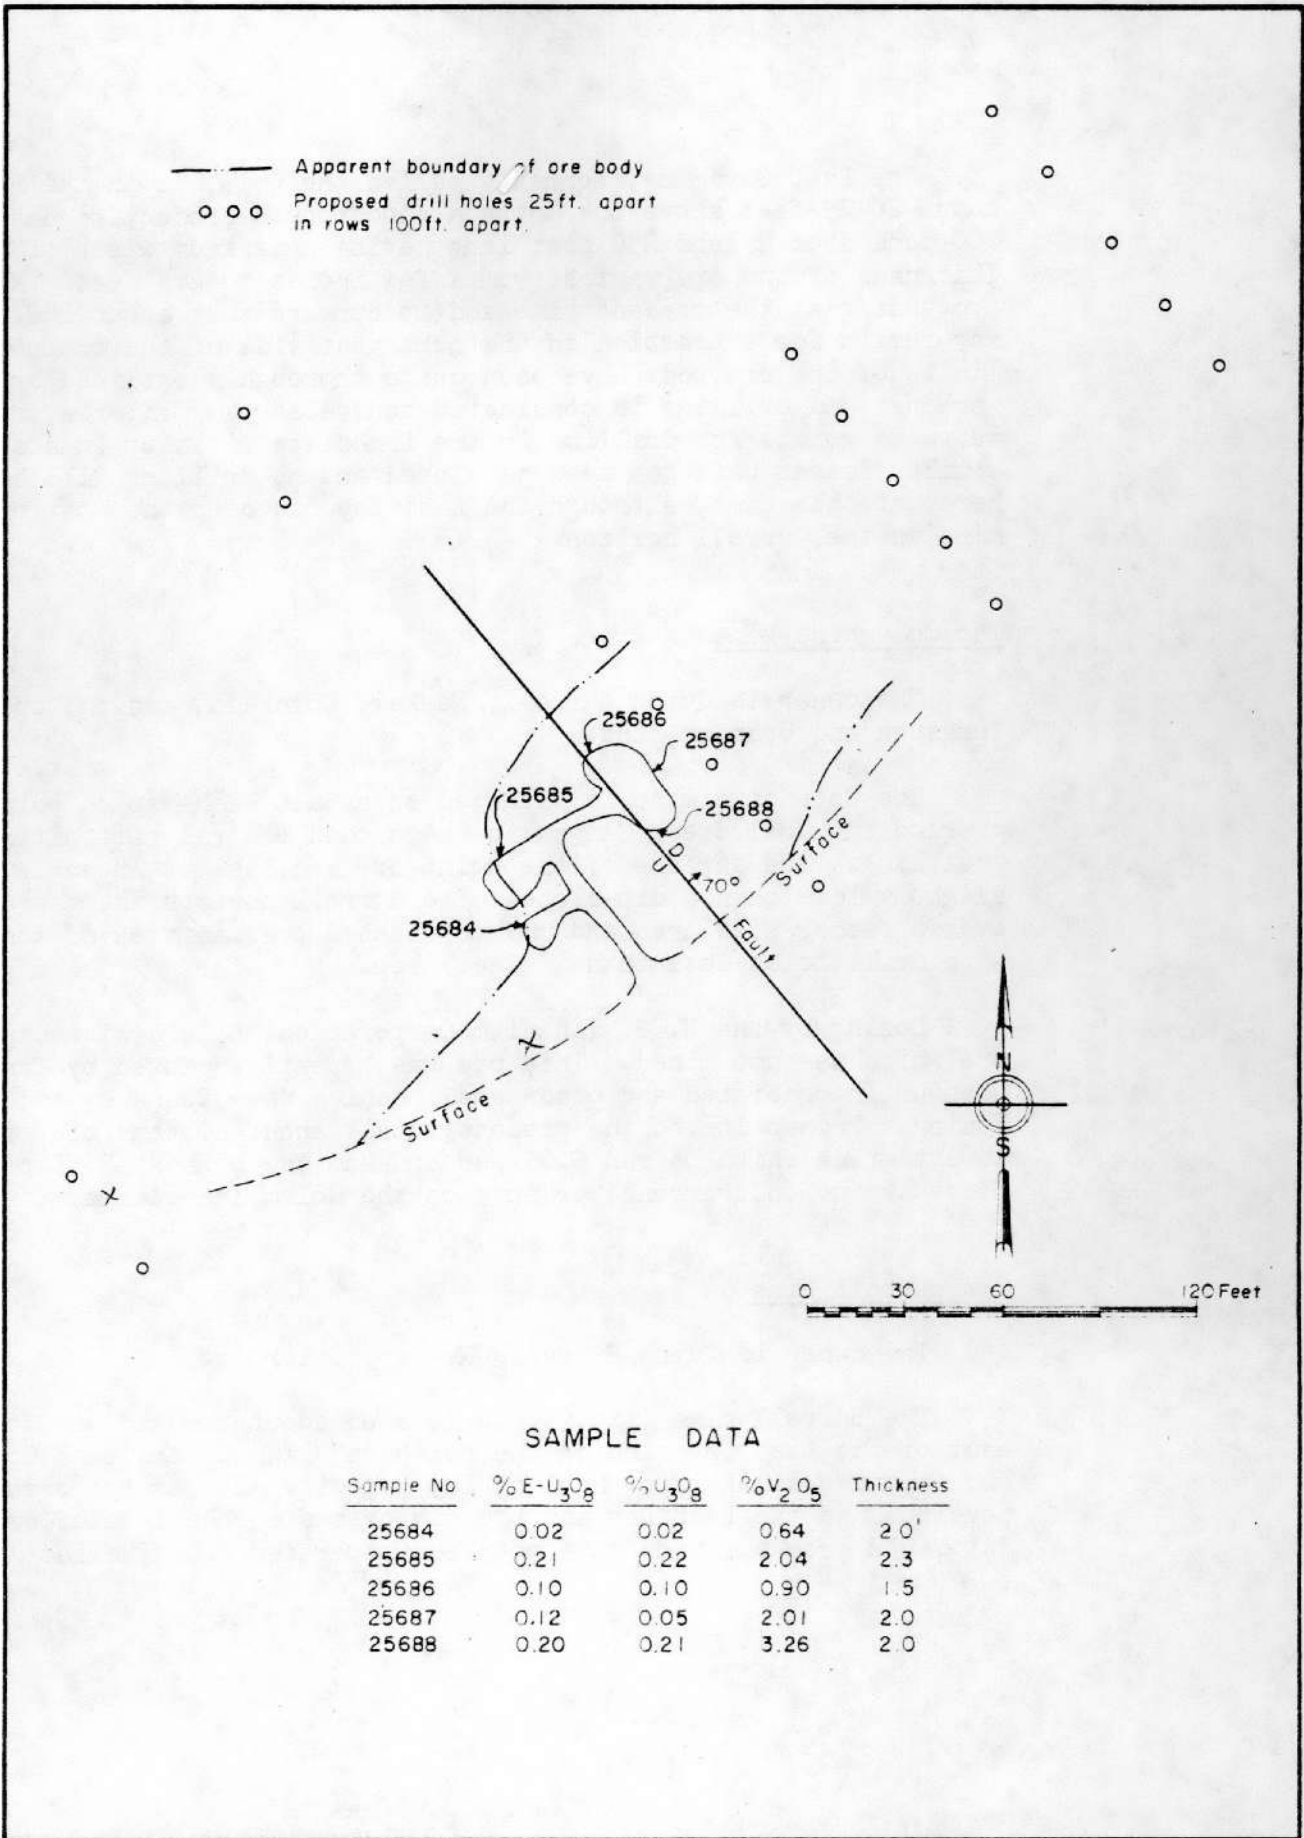 Apparent boundary of ore body
Proposed drill holes 25ft. apart
in rows 100ft. apart.
25686
25687
25685
25688
D
U
70°
Surface
Fault
25684
Surface
N
S
0 30 60 120 Feet
SAMPLE DATA
Sample No % E-U3O8 % U3O8 % V2O5 Thickness
25684 0.02 0.02 0.64 2.0'
25685 0.21 0.22 2.04 2.3
25686 0.10 0.10 0.90 1.5
25687 0.12 0.05 2.01 2.0
25688 0.20 0.21 3.26 2.0